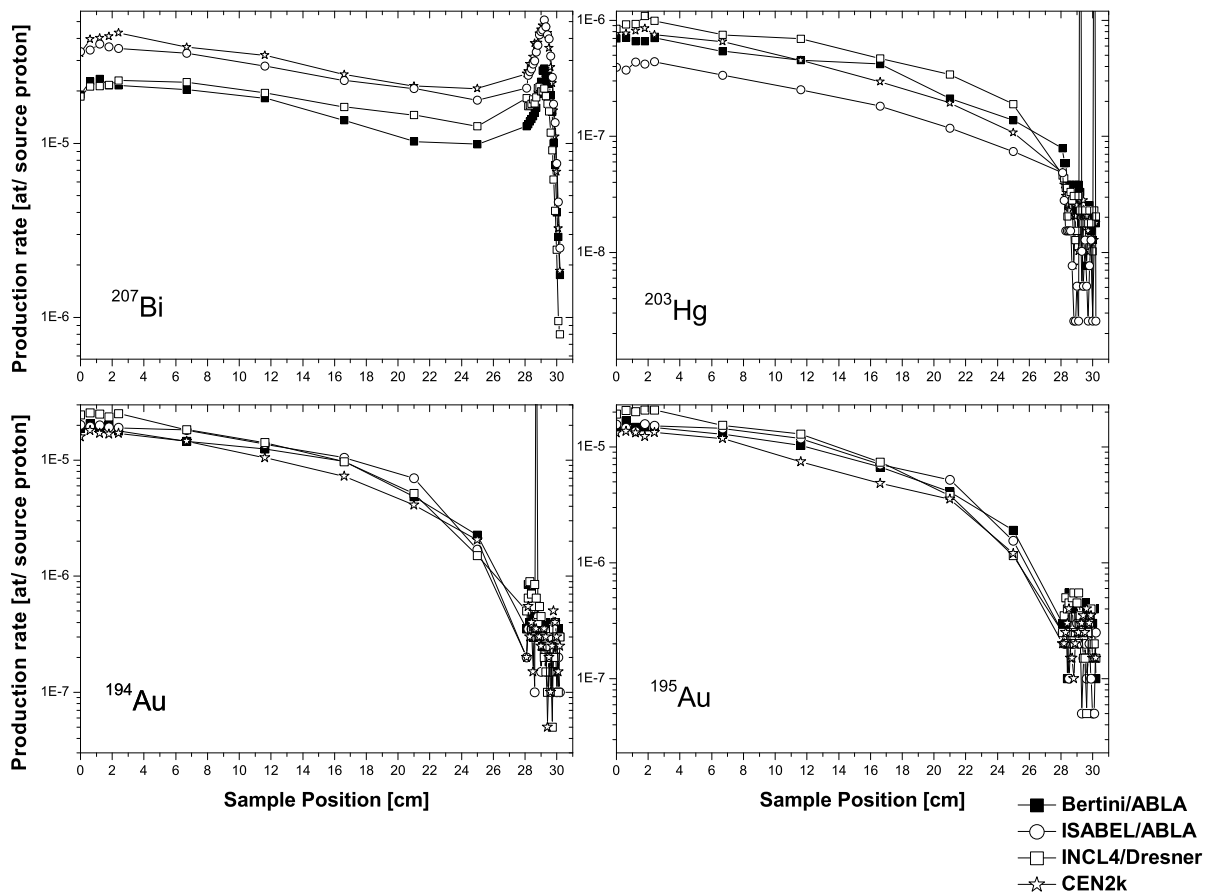 Production rate [at/ source proton]
1E-5
1E-6
207Bi
0 2 4 6 8 10 12 14 16 18 20 22 24 26 28 30
1E-6
1E-7
1E-8
203Hg
0 2 4 6 8 10 12 14 16 18 20 22 24 26 28 30
Production rate [at/ source proton]
1E-5
1E-6
1E-7
194Au
0 2 4 6 8 10 12 14 16 18 20 22 24 26 28 30
Sample Position [cm]
1E-5
1E-6
1E-7
195Au
0 2 4 6 8 10 12 14 16 18 20 22 24 26 28 30
Sample Position [cm]
Bertini/ABLA
ISABEL/ABLA
INCL4/Dresner
CEN2k